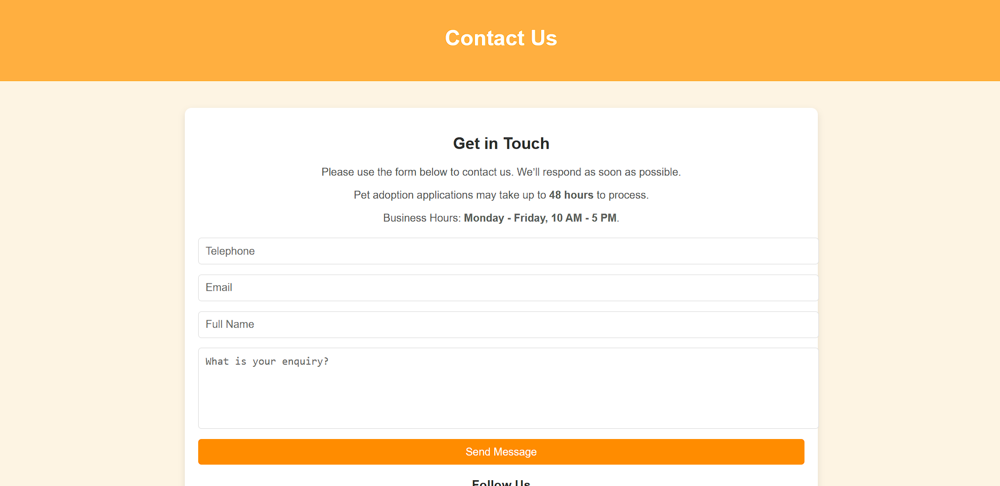 Contact Us
Get in Touch
Please use the form below to contact us. We’ll respond as soon as possible.
Pet adoption applications may take up to 48 hours to process.
Business Hours: Monday - Friday, 10 AM - 5 PM.
Telephone
Email
Full Name
What is your enquiry?
Send Message
Follow Us